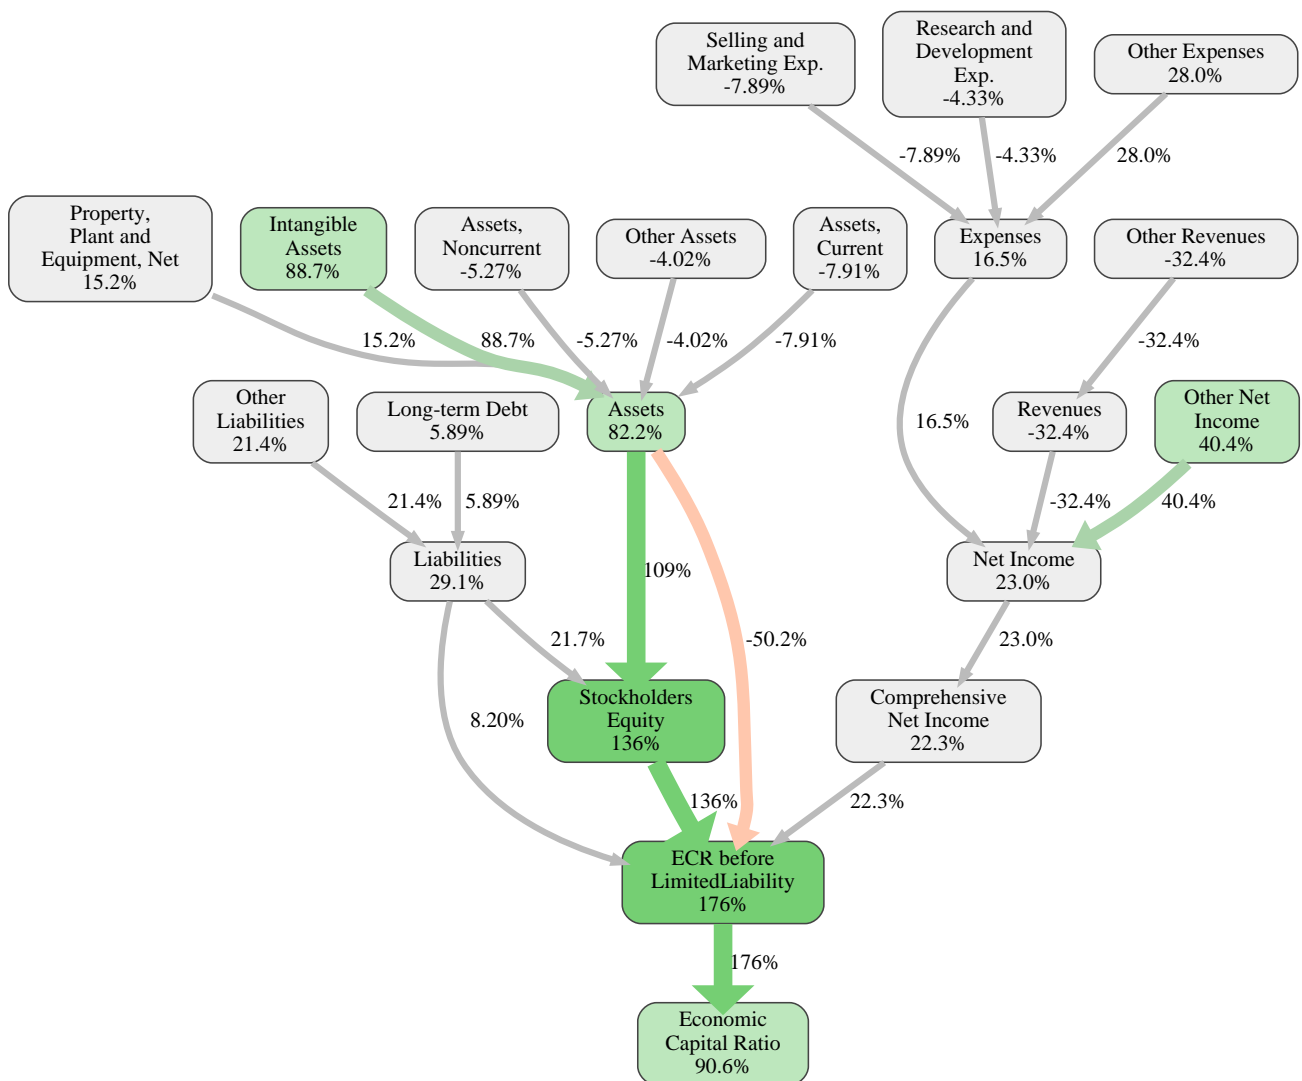 Selling and
Marketing Exp.
-7.89%
Research and
Development
Exp.
-4.33%
Other Expenses
28.0%
-7.89%
-4.33%
28.0%
Property,
Plant and
Equipment, Net
15.2%
Intangible
Assets
88.7%
Assets,
Noncurrent
-5.27%
Other Assets
-4.02%
Assets,
Current
-7.91%
Expenses
16.5%
Other Revenues
-32.4%
15.2%
88.7%
-5.27%
-4.02%
-7.91%
-32.4%
Other
Liabilities
21.4%
Long-term Debt
5.89%
Assets
82.2%
16.5%
Revenues
-32.4%
Other Net
Income
40.4%
21.4%
5.89%
-32.4%
40.4%
Liabilities
29.1%
109%
Net Income
23.0%
21.7%
-50.2%
23.0%
8.20%
Stockholders
Equity
136%
Comprehensive
Net Income
22.3%
136%
22.3%
ECR before
LimitedLiability
176%
176%
Economic
Capital Ratio
90.6%